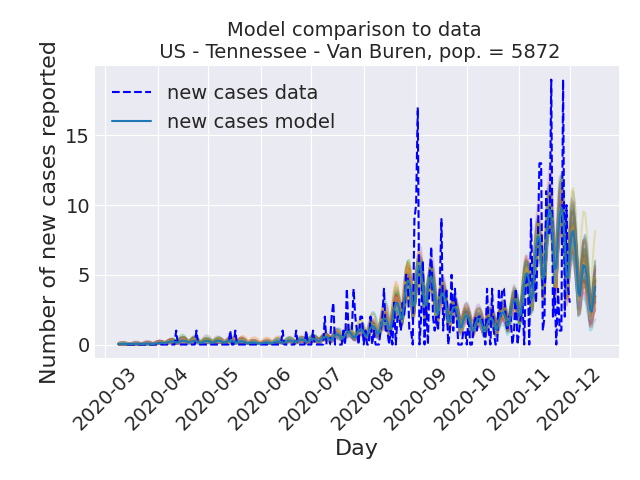 Model comparison to data
US - Tennessee - Van Buren, pop. = 5872
Number of new cases reported
new cases data
new cases model
15
10
5
0
2020-03
2020-04
2020-05
2020-06
2020-07
2020-08
2020-09
2020-10
2020-11
2020-12
Day